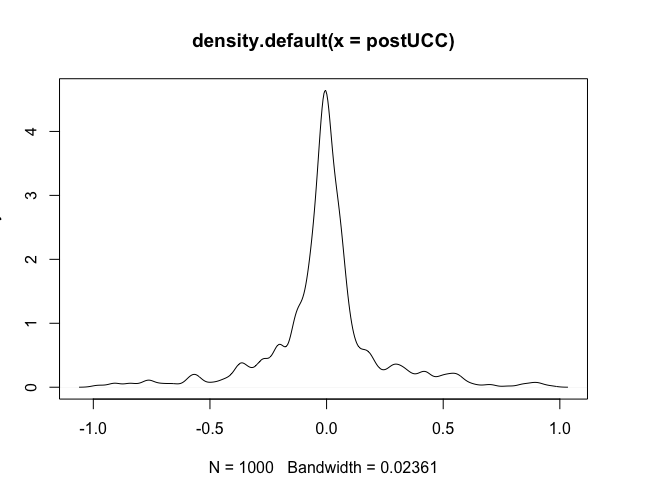 density.default(x = postUCC)
4
3
2
1
0
-1.0 -0.5 0.0 0.5 1.0
N = 1000 Bandwidth = 0.02361